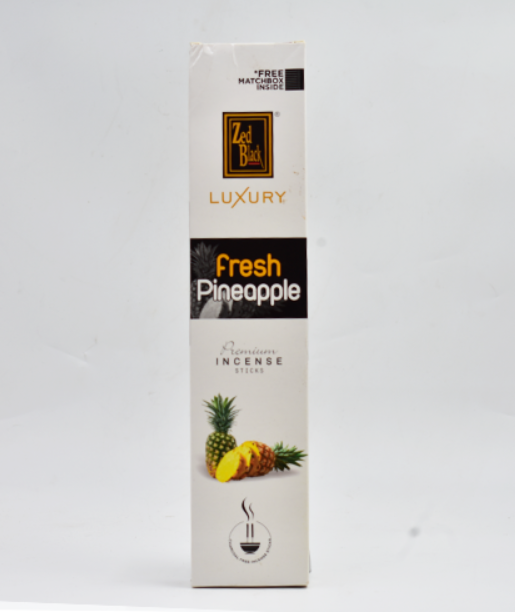 *FREE
MATCHBOX
INSIDE
Zed
Black
®
LUXURY
Fresh
Pineapple
Premium
INCENSE
STICKS